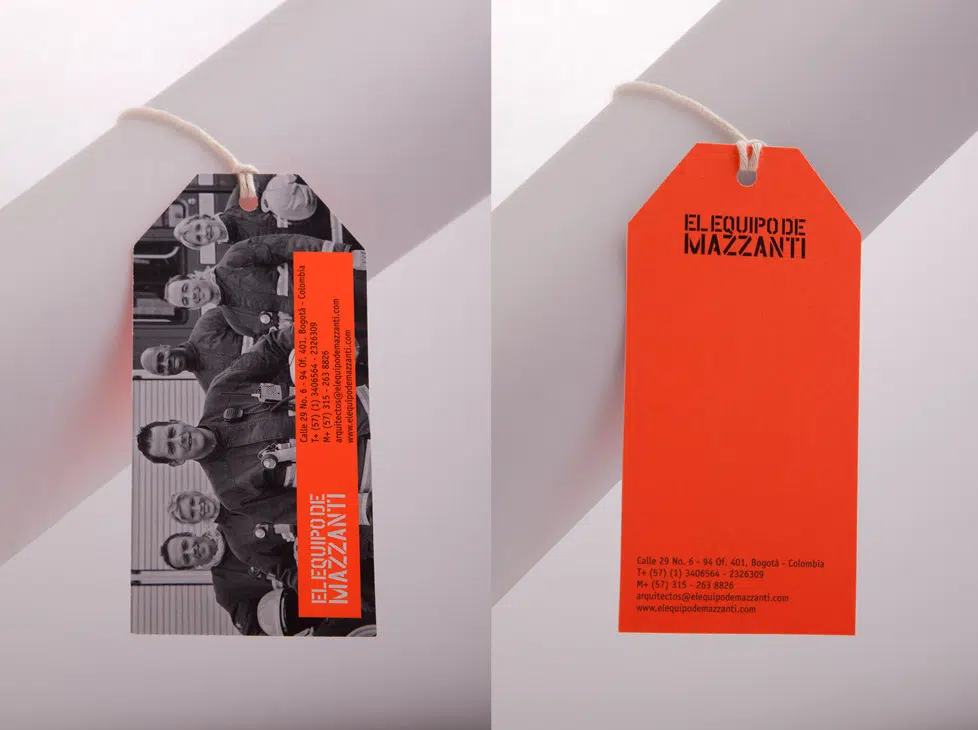 Calle 29 No. 6 - 94 Of. 401, Bogotá - Colombia
T+ (57) (1) 3406564 - 2326309
M+ (57) 315 - 263 8826
arquitectos@elequipodemazzanti.com
www.elequipodemazzanti.com
EL EQUIPO DE
MAZZANTI
EL EQUIPO DE
MAZZANTI
Calle 29 No. 6 - 94 Of. 401, Bogotá - Colombia
T+ (57) (1) 3406564 - 2326309
M+ (57) 315 - 263 8826
arquitectos@elequipodemazzanti.com
www.elequipodemazzanti.com